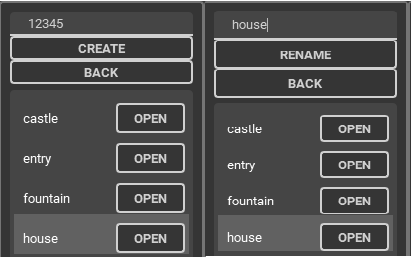 12345
CREATE
BACK
castle OPEN
entry OPEN
fountain OPEN
house OPEN
house
RENAME
BACK
castle OPEN
entry OPEN
fountain OPEN
house OPEN